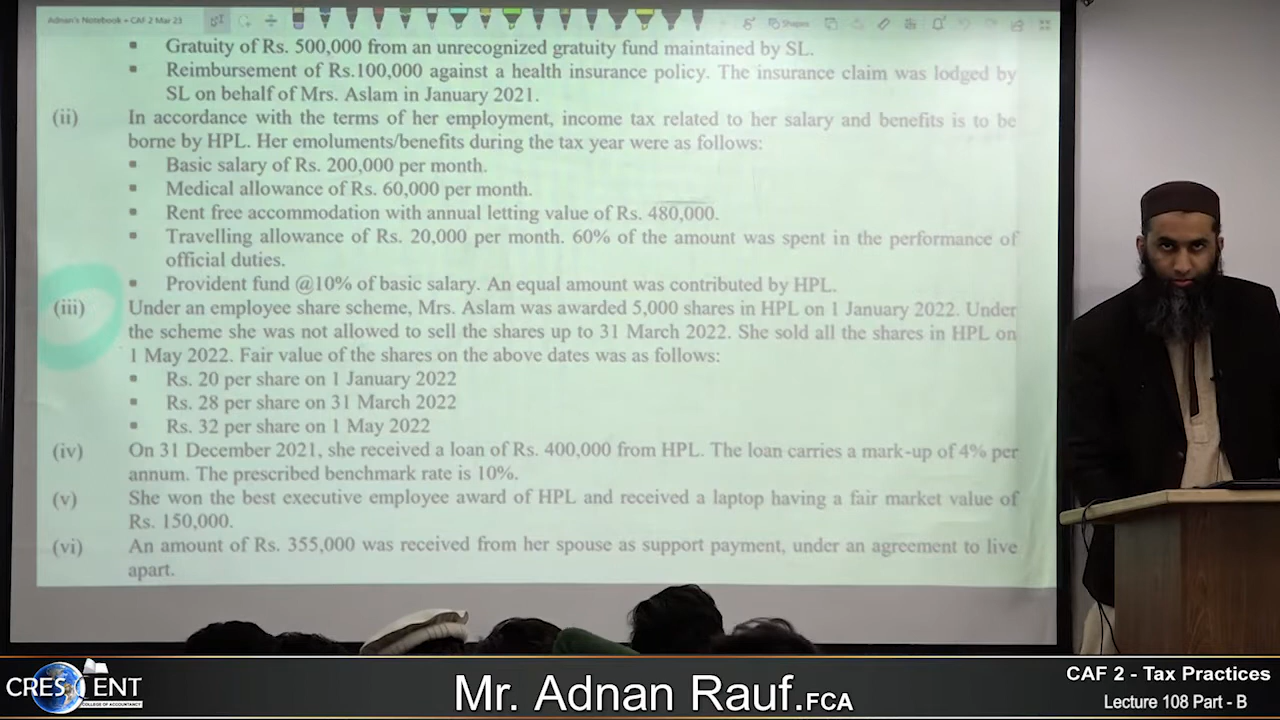 Adnan's Notebook • CAF 2 Mar 23
Shapes
▪ Gratuity of Rs. 500,000 from an unrecognized gratuity fund maintained by SL.
▪ Reimbursement of Rs.100,000 against a health insurance policy. The insurance claim was lodged by
SL on behalf of Mrs. Aslam in January 2021.
(ii) In accordance with the terms of her employment, income tax related to her salary and benefits is to be
borne by HPL. Her emoluments/benefits during the tax year were as follows:
▪ Basic salary of Rs. 200,000 per month.
▪ Medical allowance of Rs. 60,000 per month.
▪ Rent free accommodation with annual letting value of Rs. 480,000.
▪ Travelling allowance of Rs. 20,000 per month. 60% of the amount was spent in the performance of
official duties.
▪ Provident fund @10% of basic salary. An equal amount was contributed by HPL.
(iii) Under an employee share scheme, Mrs. Aslam was awarded 5,000 shares in HPL on 1 January 2022. Under
the scheme she was not allowed to sell the shares up to 31 March 2022. She sold all the shares in HPL on
1 May 2022. Fair value of the shares on the above dates was as follows:
▪ Rs. 20 per share on 1 January 2022
▪ Rs. 28 per share on 31 March 2022
▪ Rs. 32 per share on 1 May 2022
(iv) On 31 December 2021, she received a loan of Rs. 400,000 from HPL. The loan carries a mark-up of 4% per
annum. The prescribed benchmark rate is 10%.
(v) She won the best executive employee award of HPL and received a laptop having a fair market value of
Rs. 150,000.
(vi) An amount of Rs. 355,000 was received from her spouse as support payment, under an agreement to live
apart.
CRESCENT
COLLEGE OF ACCOUNTANCY
Mr. Adnan Rauf.FCA
CAF 2 - Tax Practices
Lecture 108 Part - B